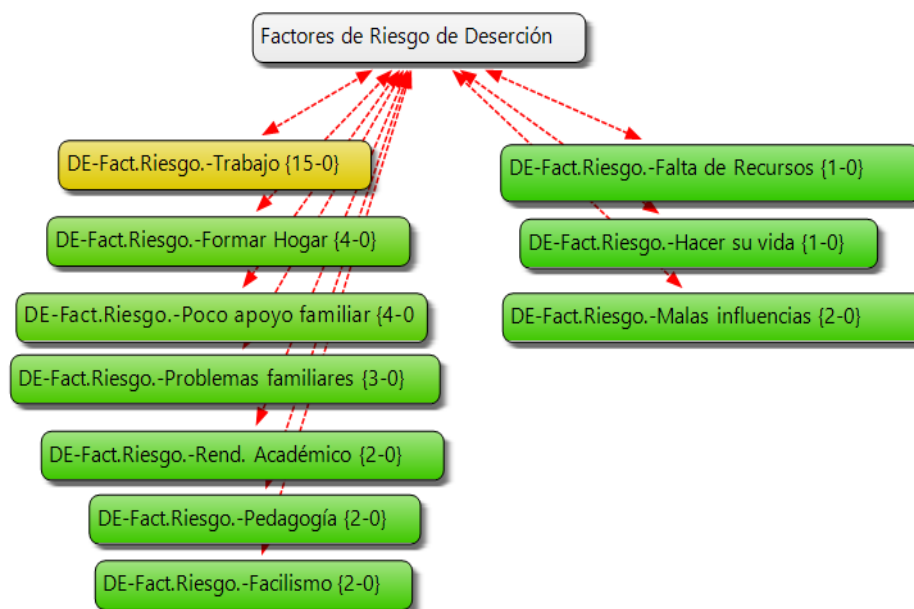 Factores de Riesgo de Deserción
DE-Fact.Riesgo.-Trabajo {15-0}
DE-Fact.Riesgo.-Formar Hogar {4-0}
DE-Fact.Riesgo.-Poco apoyo familiar {4-0
DE-Fact.Riesgo.-Problemas familiares {3-0}
DE-Fact.Riesgo.-Rend. Académico {2-0}
DE-Fact.Riesgo.-Pedagogía {2-0}
DE-Fact.Riesgo.-Facilismo {2-0}
DE-Fact.Riesgo.-Falta de Recursos {1-0}
DE-Fact.Riesgo.-Hacer su vida {1-0}
DE-Fact.Riesgo.-Malas influencias {2-0}